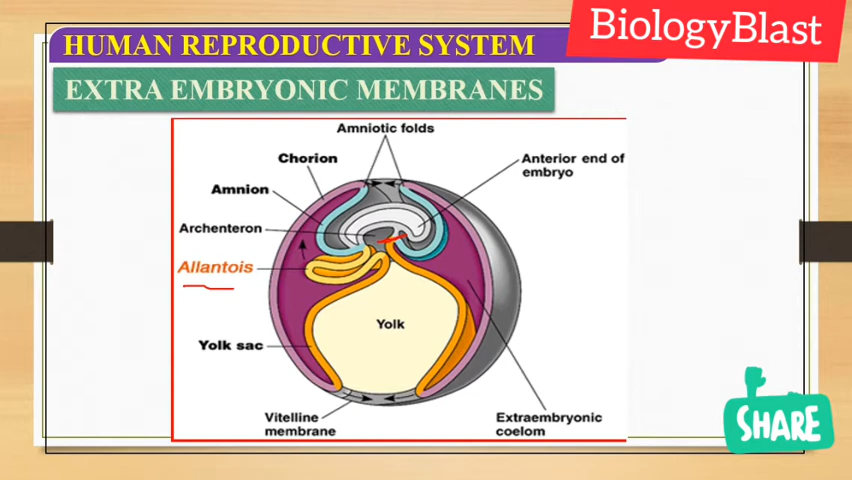 HUMAN REPRODUCTIVE SYSTEM
BiologyBlast
EXTRA EMBRYONIC MEMBRANES
Amniotic folds
Chorion
Anterior end of
embryo
Amnion
Archenteron
Allantois
Yolk
Yolk sac
Vitelline
membrane
Extraembryonic
coelom
SHARE